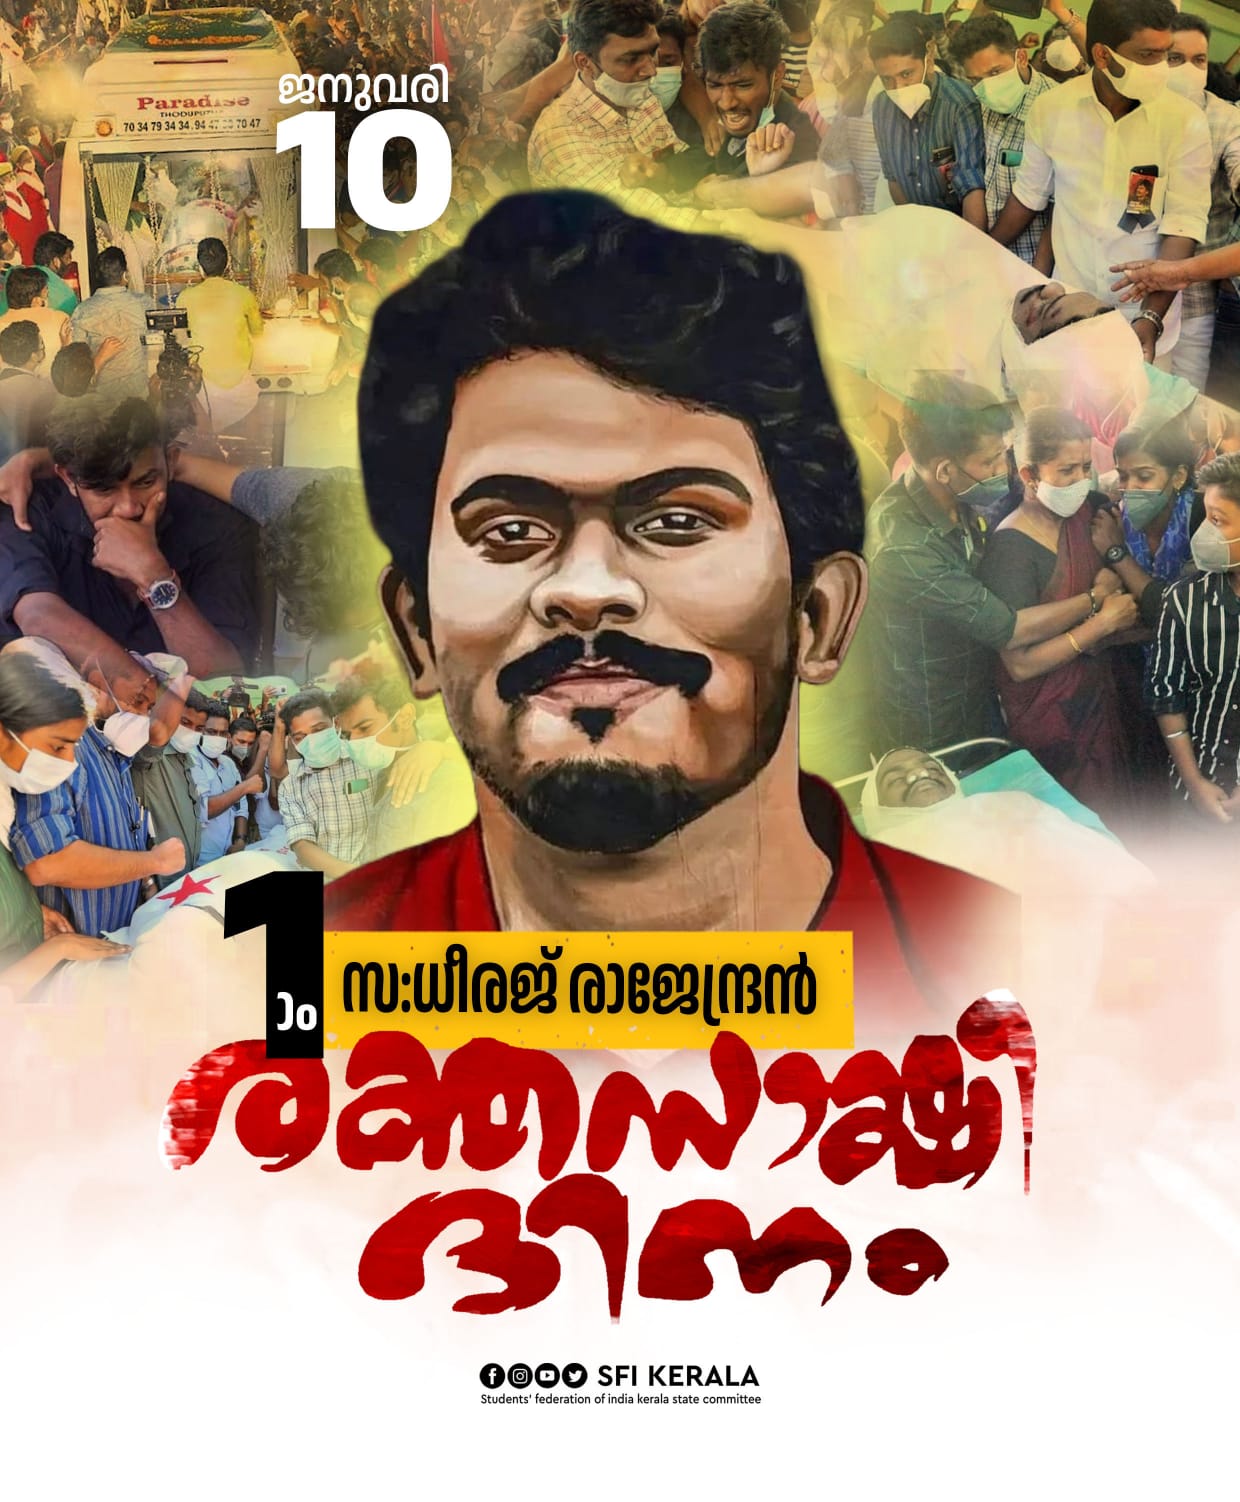 ജനുവരി
10
Paradise
THODUPUZHA
70 34 79 34 34, 94 47 70 47
1ാം
സ:ധീരജ് രാജേന്ദ്രൻ
രക്തസാക്ഷി
ദിനം
SFI KERALA
Students' federation of india kerala state committee